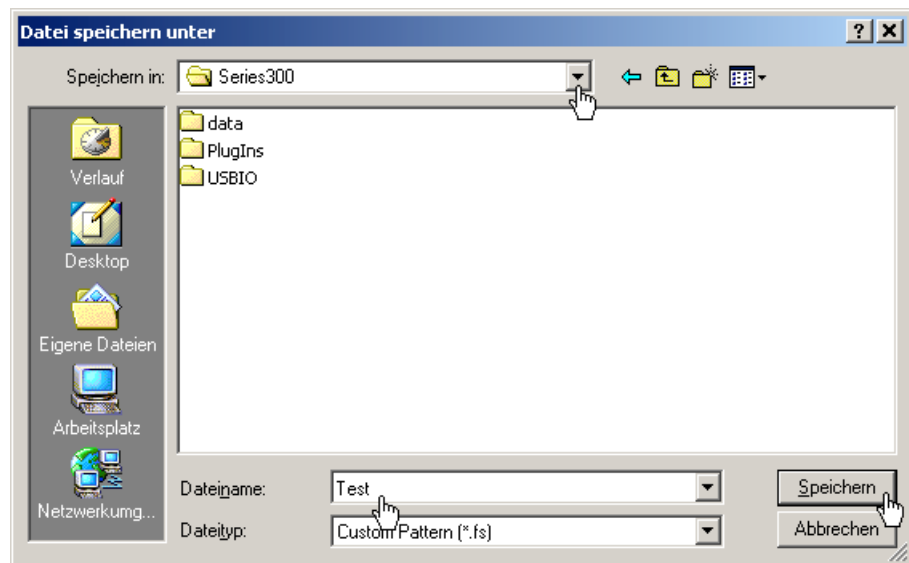 Datei speichern unter
Speichern in: Series300
data
PlugIns
USBIO
Verlauf
Desktop
Eigene Dateien
Arbeitsplatz
Netzwerkumg...
Dateiname: Test
Speichern
Dateityp: Custom Pattern (*.fs)
Abbrechen